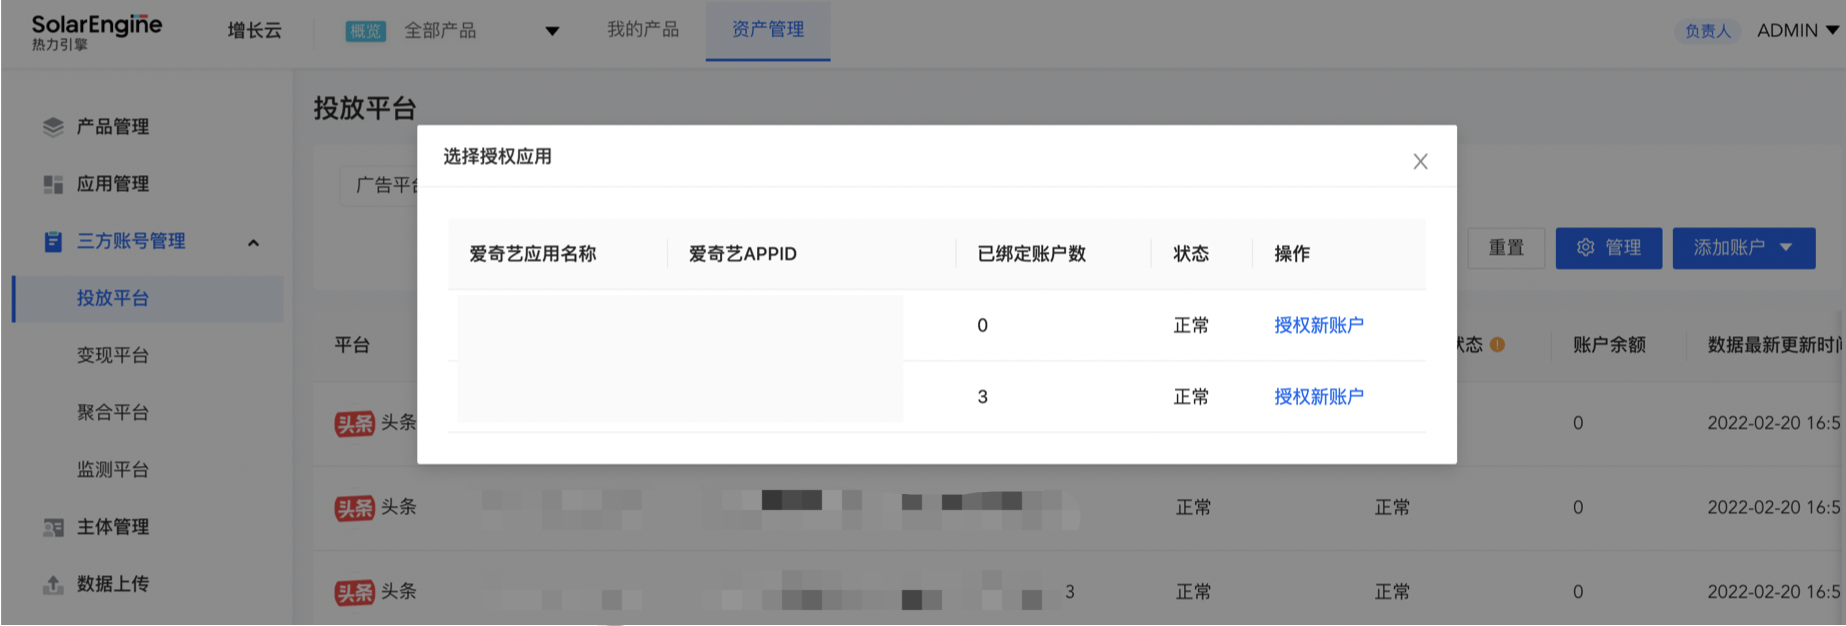 SolarEngine
热力引擎
增长云
概览 全部产品
我的产品
资产管理
负责人 ADMIN
产品管理
应用管理
三方账号管理
投放平台
变现平台
聚合平台
监测平台
主体管理
数据上传
投放平台
广告平台
重置 管理 添加账户
选择授权应用
爱奇艺应用名称 爱奇艺APPID 已绑定账户数 状态 操作
0 正常 授权新账户
3 正常 授权新账户
平台 状态 账户余额 数据最新更新时间
头条 头条 0 2022-02-20 16:5
头条 头条 正常 正常 0 2022-02-20 16:5
头条 头条 3 正常 正常 0 2022-02-20 16:5